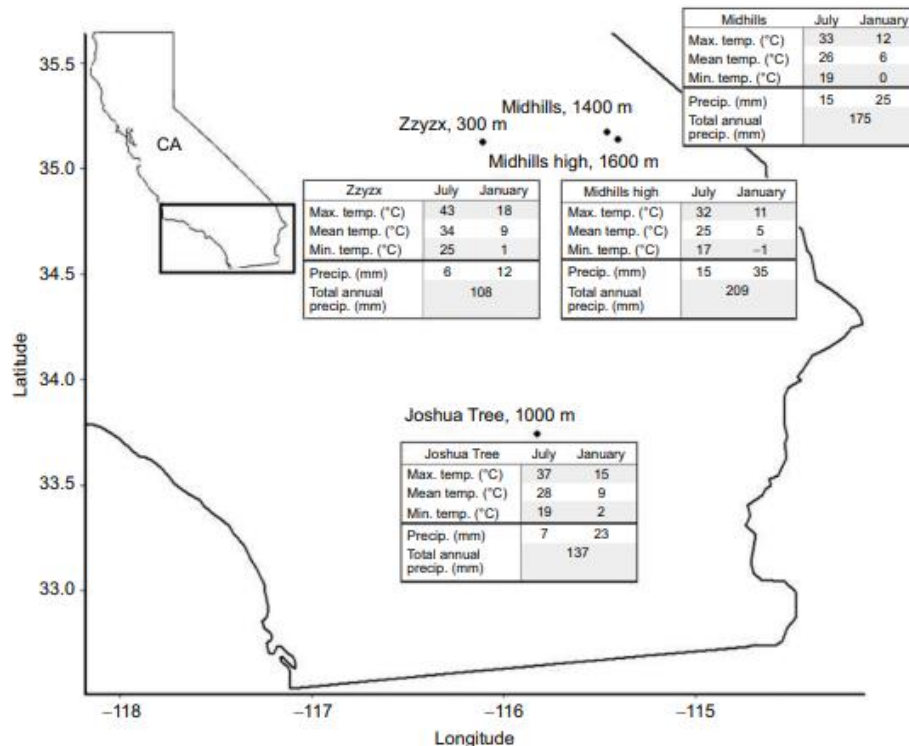 Midhills July January
Max. temp. (°C) 33 12
Mean temp. (°C) 26 6
Min. temp. (°C) 19 0
Precip. (mm) 15 25
Total annual 175
precip. (mm)
35.5
CA
Midhills, 1400 m
Zzyzx, 300 m
35.0
Midhills high, 1600 m
Zzyzx July January
Max. temp. (°C) 43 18
Mean temp. (°C) 34 9
Min. temp. (°C) 25 1
Precip. (mm) 6 12
Total annual 108
precip. (mm)
Midhills high July January
Max. temp. (°C) 32 11
Mean temp. (°C) 25 5
Min. temp. (°C) 17 −1
Precip. (mm) 15 35
Total annual 209
precip. (mm)
34.5
Latitude
34.0
Joshua Tree, 1000 m
Joshua Tree July January
Max. temp. (°C) 37 15
Mean temp. (°C) 28 9
Min. temp. (°C) 19 2
Precip. (mm) 7 23
Total annual 137
precip. (mm)
33.5
33.0
−118 −117 −116 −115
Longitude